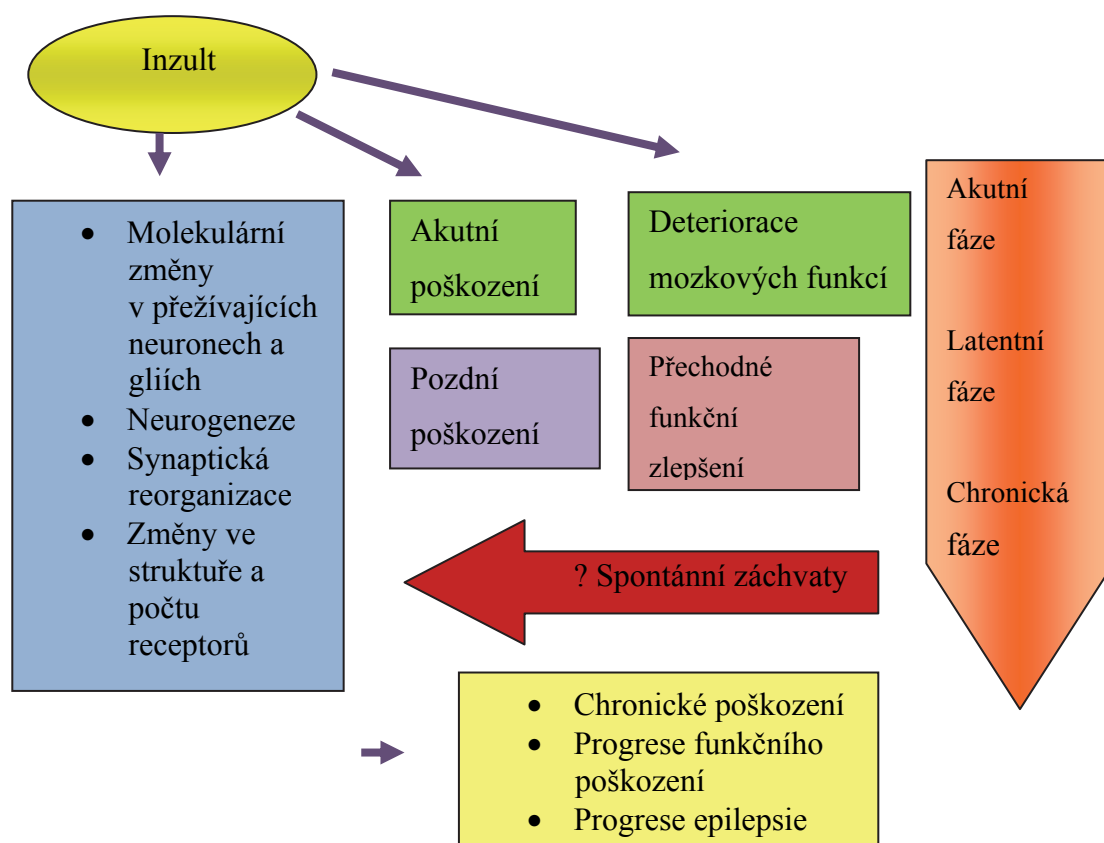 Inzult
• Molekulární
změny
v přežívajících
neuronech a
gliích
• Neurogeneze
• Synaptická
reorganizace
• Změny ve
struktuře a
počtu
receptorů
Akutní
poškození
Deteriorace
mozkových funkcí
Pozdní
poškození
Přechodné
funkční
zlepšení
Akutní
fáze
Latentní
fáze
Chronická
fáze
? Spontánní záchvaty
• Chronické poškození
• Progrese funkčního
poškození
• Progrese epilepsie